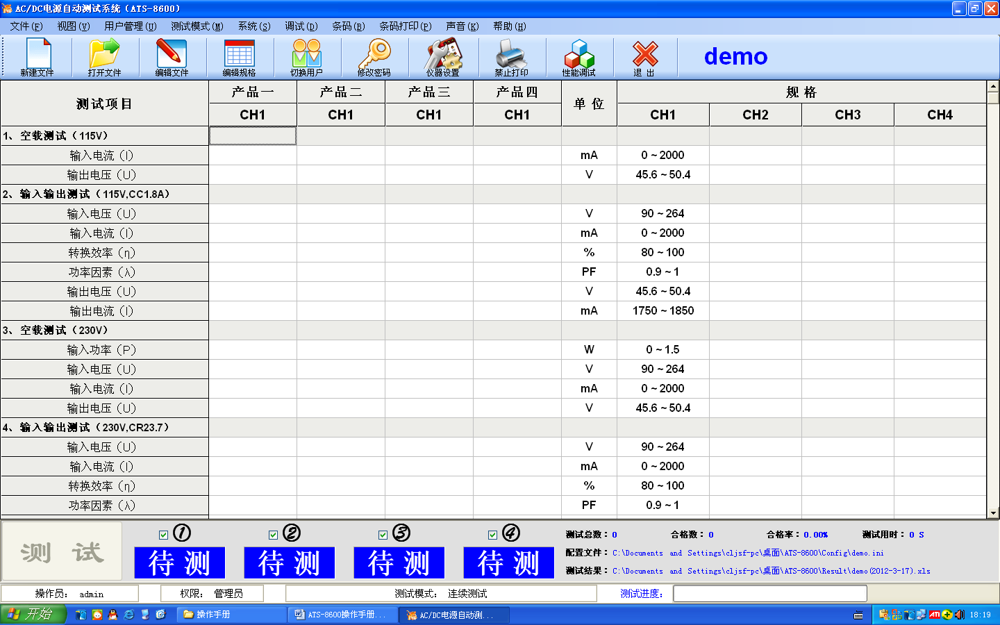 AC/DC电源自动测试系统（ATS-8600）
文件(F) 视图(V) 用户管理(U) 测试模式(M) 系统(S) 调试(D) 条码(B) 条码打印(P) 声音(K) 帮助(H)
新建文件 打开文件 编辑文件 编辑规格 切换用户 修改密码 仪器设置 禁止打印 性能调试 退 出 demo
测试项目 产品一 产品二 产品三 产品四 单 位 规 格
CH1 CH1 CH1 CH1 CH1 CH2 CH3 CH4
1、空载测试（115V）
输入电流（I） mA 0 ~ 2000
输出电压（U） V 45.6 ~ 50.4
2、输入输出测试（115V,CC1.8A）
输入电压（U） V 90 ~ 264
输入电流（I） mA 0 ~ 2000
转换效率（η） % 80 ~ 100
功率因素（λ） PF 0.9 ~ 1
输出电压（U） V 45.6 ~ 50.4
输出电流（I） mA 1750 ~ 1850
3、空载测试（230V）
输入功率（P） W 0 ~ 1.5
输入电压（U） V 90 ~ 264
输入电流（I） mA 0 ~ 2000
输出电压（U） V 45.6 ~ 50.4
4、输入输出测试（230V,CR23.7）
输入电压（U） V 90 ~ 264
输入电流（I） mA 0 ~ 2000
转换效率（η） % 80 ~ 100
功率因素（λ） PF 0.9 ~ 1
测 试 ① ② ③ ④
待 测 待 测 待 测 待 测
测试总数：0 合格数：0 合格率：0.00% 测试用时：0 S
配置文件：C:\Documents and Settings\cljsf-pc\桌面\ATS-8600\Config\demo.ini
测试结果：C:\Documents and Settings\cljsf-pc\桌面\ATS-8600\Result\demo(2012-3-17).xls
操作员： admin 权限： 管理员 测试模式： 连续测试 测试进度：
开始 操作手册 ATS-8600操作手册... AC/DC电源自动测... ATI 18:19